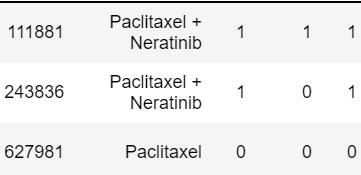 111881 Paclitaxel + Neratinib 1 1 1
243836 Paclitaxel + Neratinib 1 0 1
627981 Paclitaxel 0 0 0